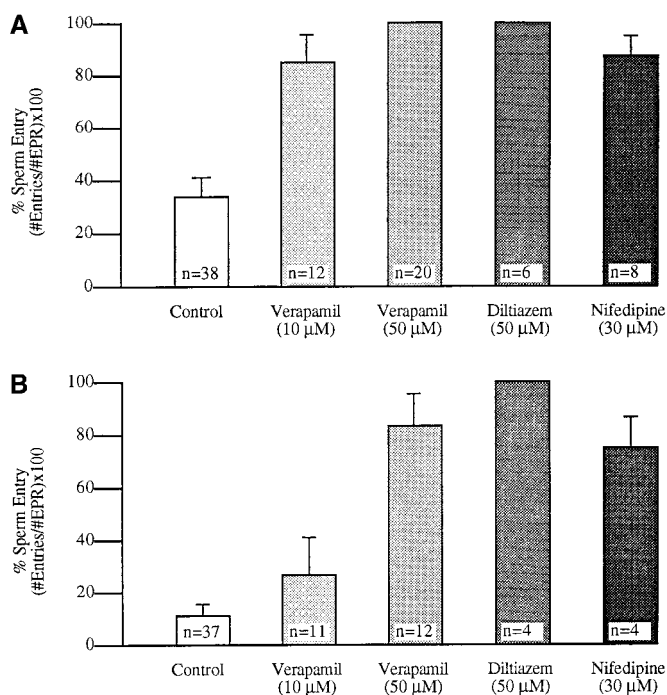 A
% Sperm Entry
(#Entries/#EPR)x100
100
80
60
40
20
0
n=38
n=12
n=20
n=6
n=8
Control
Verapamil
(10 µM)
Verapamil
(50 µM)
Diltiazem
(50 µM)
Nifedipine
(30 µM)
B
% Sperm Entry
(#Entries/#EPR)x100
100
80
60
40
20
0
n=37
n=11
n=12
n=4
n=4
Control
Verapamil
(10 µM)
Verapamil
(50 µM)
Diltiazem
(50 µM)
Nifedipine
(30 µM)